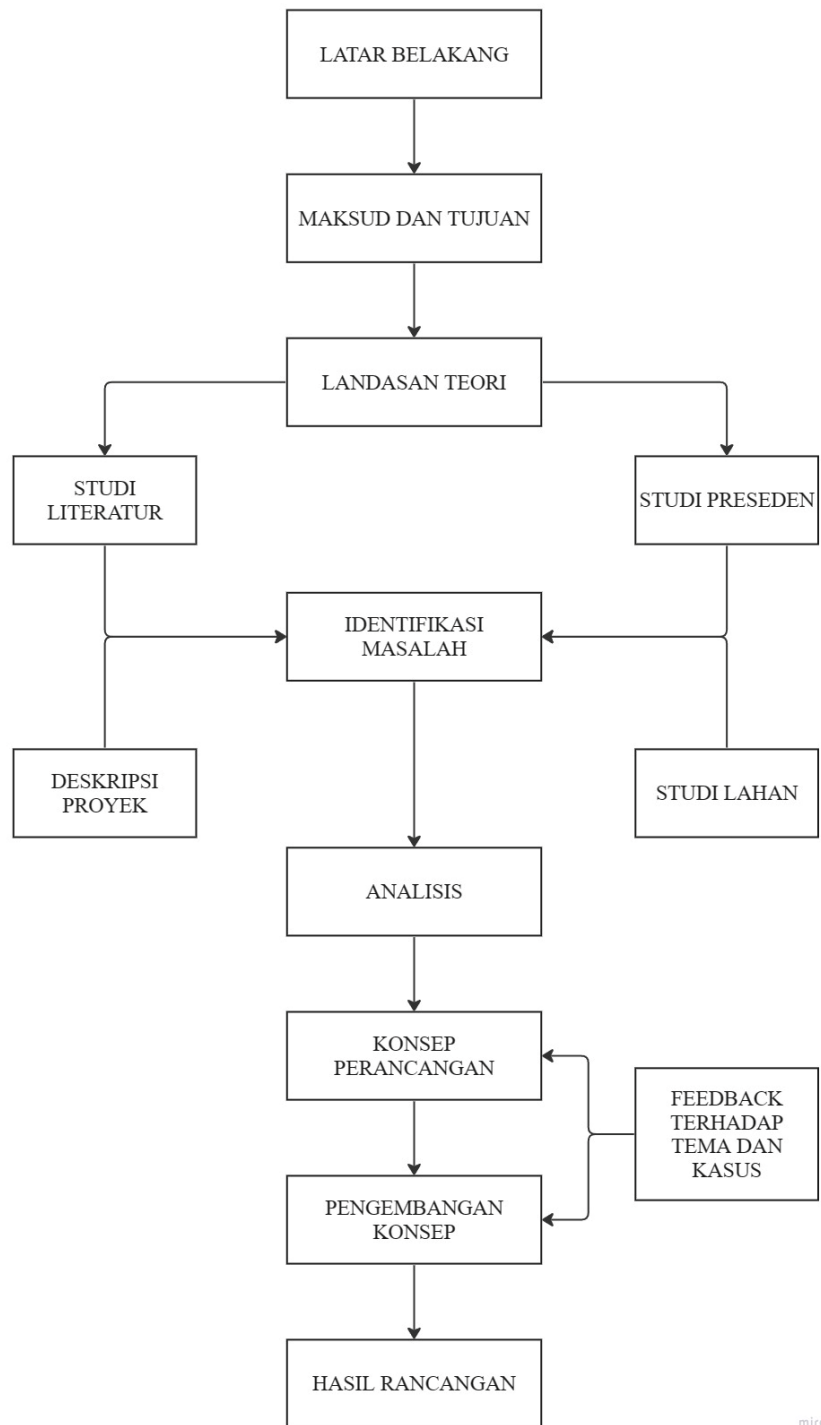 LATAR BELAKANG
MAKSUD DAN TUJUAN
LANDASAN TEORI
STUDI
LITERATUR
STUDI PRESEDEN
IDENTIFIKASI
MASALAH
DESKRIPSI
PROYEK
STUDI LAHAN
ANALISIS
KONSEP
PERANCANGAN
FEEDBACK
TERHADAP
TEMA DAN
KASUS
PENGEMBANGAN
KONSEP
HASIL RANCANGAN